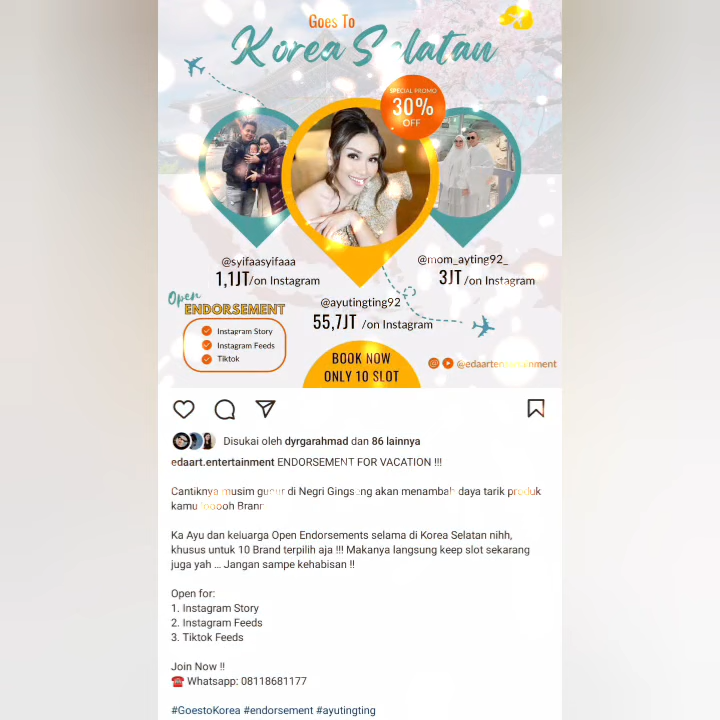 Goes To
Korea Selatan
SPECIAL PROMO
30%
OFF
@syifaasyifaaa
1,1JT/on Instagram
@mom_ayting92_
3JT /on Instagram
@ayutingting92
55,7JT /on Instagram
Open
ENDORSEMENT
Instagram Story
Instagram Feeds
Tiktok
BOOK NOW
ONLY 10 SLOT
@edaartentertainment
Disukai oleh dyrgarahmad dan 86 lainnya
edaart.entertainment ENDORSEMENT FOR VACATION !!!
Cantiknya musim gugur di Negri Gingseng akan menambah daya tarik produk
kamu
Ka Ayu dan keluarga Open Endorsements selama di Korea Selatan nihh,
khusus untuk 10 Brand terpilih aja !!! Makanya langsung keep slot sekarang
juga yah ... Jangan sampe kehabisan !!
Open for:
1. Instagram Story
2. Instagram Feeds
3. Tiktok Feeds
Join Now !!
☎️ Whatsapp: 08118681177
#GoestoKorea #endorsement #ayutingting